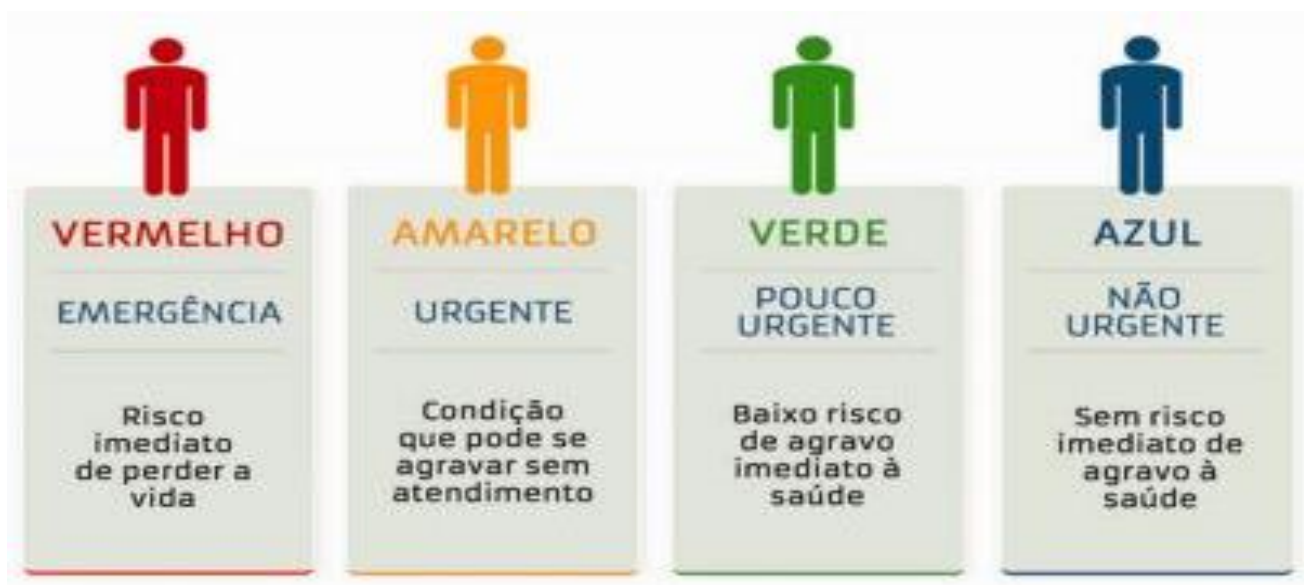 VERMELHO
EMERGÊNCIA
Risco
imediato
de perder a
vida
AMARELO
URGENTE
Condição
que pode se
agravar sem
atendimento
VERDE
POUCO
URGENTE
Baixo risco
de agravo
imediato à
saúde
AZUL
NÃO
URGENTE
Sem risco
imediato de
agravo à
saúde